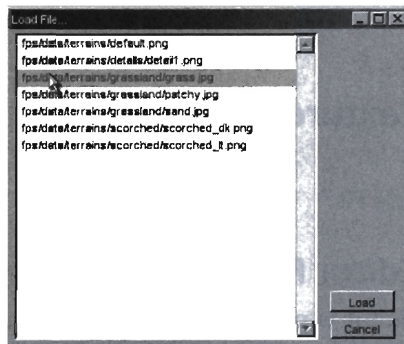 Load File...
fps/data/terrains/default.png
fps/data/terrains/details/detail1.png
fps/data/terrains/grassland/grass.jpg
fps/data/terrains/grassland/patchy.jpg
fps/data/terrains/grassland/sand.jpg
fps/data/terrains/scorched/scorched_dk.png
fps/data/terrains/scorched/scorched_lt.png
Load
Cancel